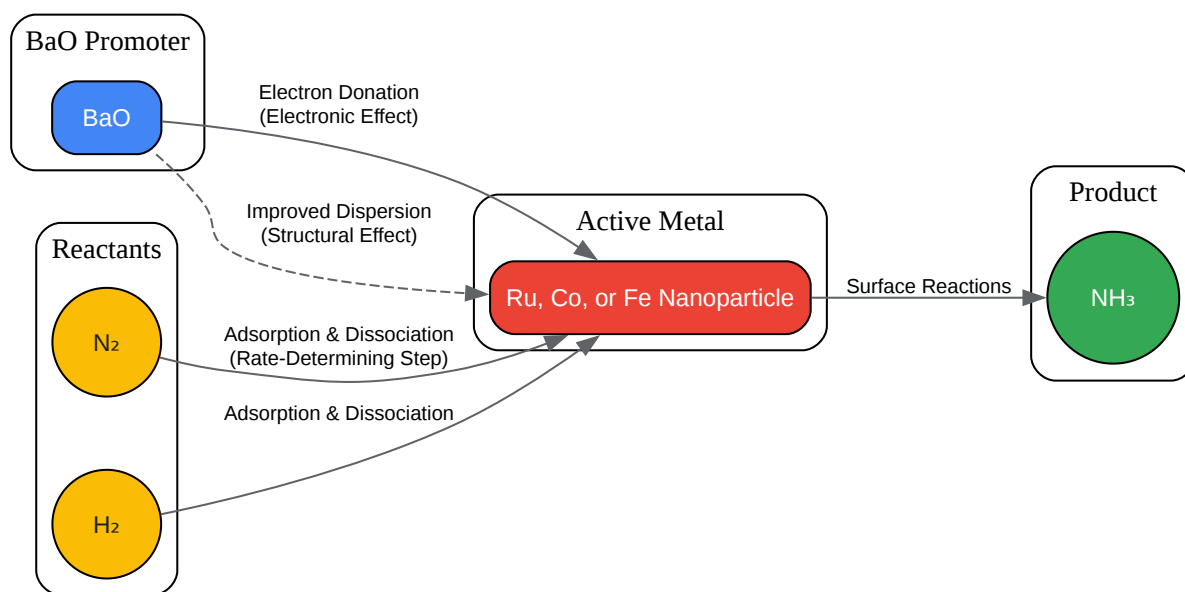 BaO Promoter
BaO
Electron Donation
(Electronic Effect)
Improved Dispersion
(Structural Effect)
Reactants
N₂
H₂
Adsorption & Dissociation
(Rate-Determining Step)
Adsorption & Dissociation
Active Metal
Ru, Co, or Fe Nanoparticle
Surface Reactions
Product
NH₃